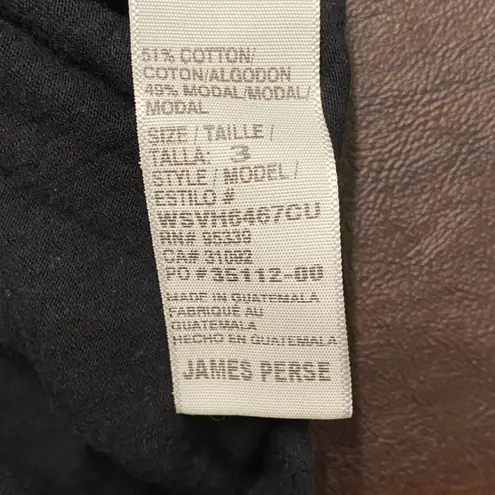 51% COTTON/
COTON/ALGODON
49% MODAL/MODAL/
MODAL
SIZE / TAILLE /
TALLA: 3
STYLE / MODEL /
ESTILO #
WSVH6467CU
RN# 95339
CA# 31092
PO #35112-00
MADE IN GUATEMALA
FABRIQUE AU
GUATEMALA
HECHO EN GUATEMALA
JAMES PERSE